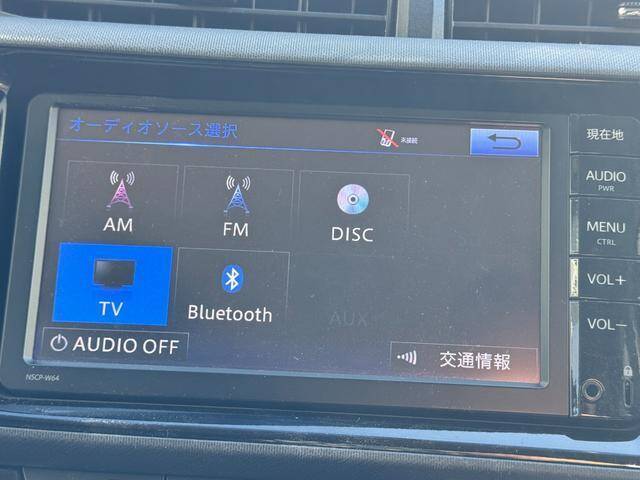 オーディオソース選択
未接続
現在地
AM
FM
DISC
AUDIO
PWR
MENU
CTRL
TV
Bluetooth
AUX
VOL+
VOL-
AUDIO OFF
交通情報
NSCP-W64